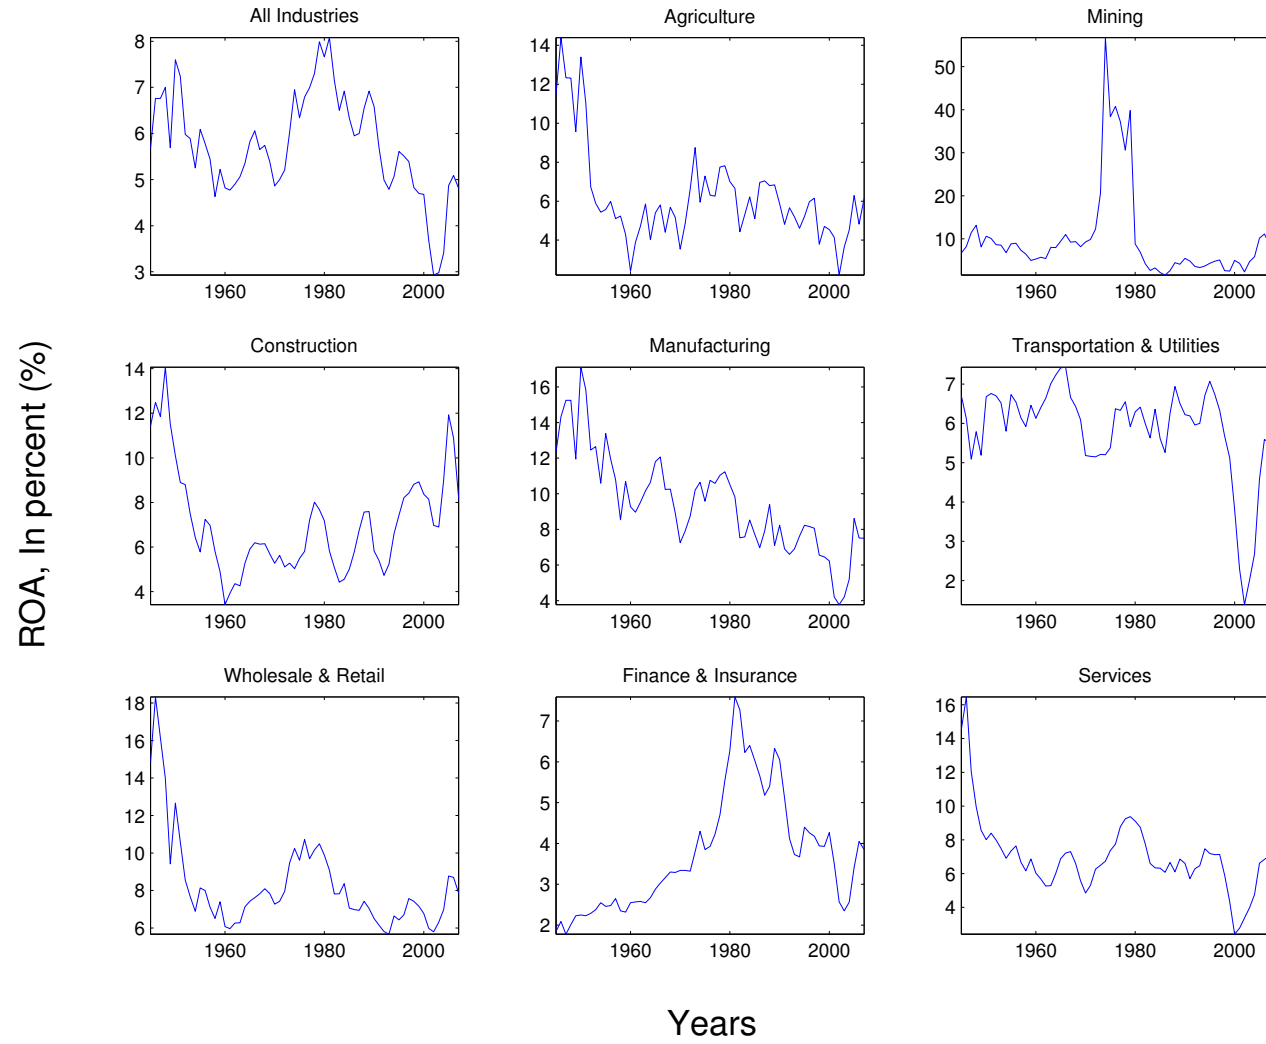 All Industries
8
7
6
5
4
3
1960 1980 2000
Agriculture
14
12
10
8
6
4
1960 1980 2000
Mining
50
40
30
20
10
1960 1980 2000
Construction
14
12
10
8
6
4
1960 1980 2000
Manufacturing
16
14
12
10
8
6
4
1960 1980 2000
Transportation & Utilities
7
6
5
4
3
2
1960 1980 2000
Wholesale & Retail
18
16
14
12
10
8
6
1960 1980 2000
Finance & Insurance
7
6
5
4
3
2
1960 1980 2000
Services
16
14
12
10
8
6
4
1960 1980 2000
ROA, In percent (%)
Years